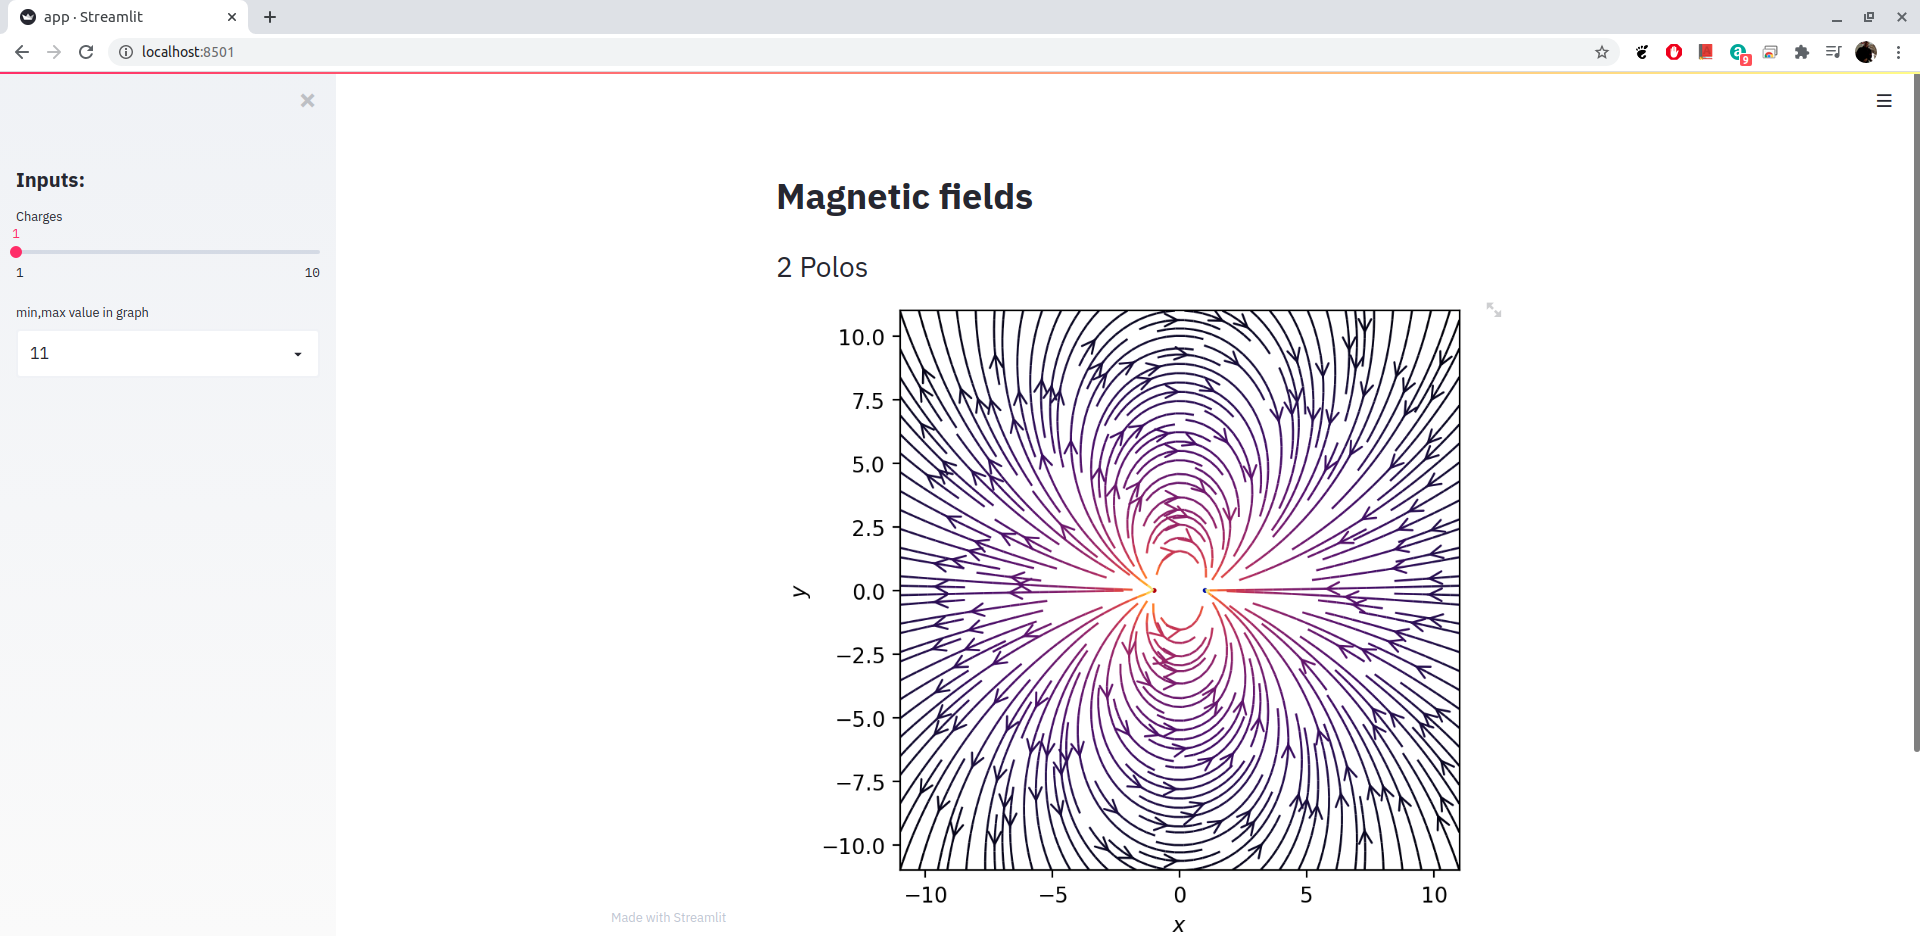 app · Streamlit
localhost:8501
9
Inputs:
Charges
1
1 10
min,max value in graph
11
Magnetic fields
2 Polos
10.0
7.5
5.0
2.5
0.0
−2.5
−5.0
−7.5
−10.0
y
−10 −5 0 5 10
x
Made with Streamlit